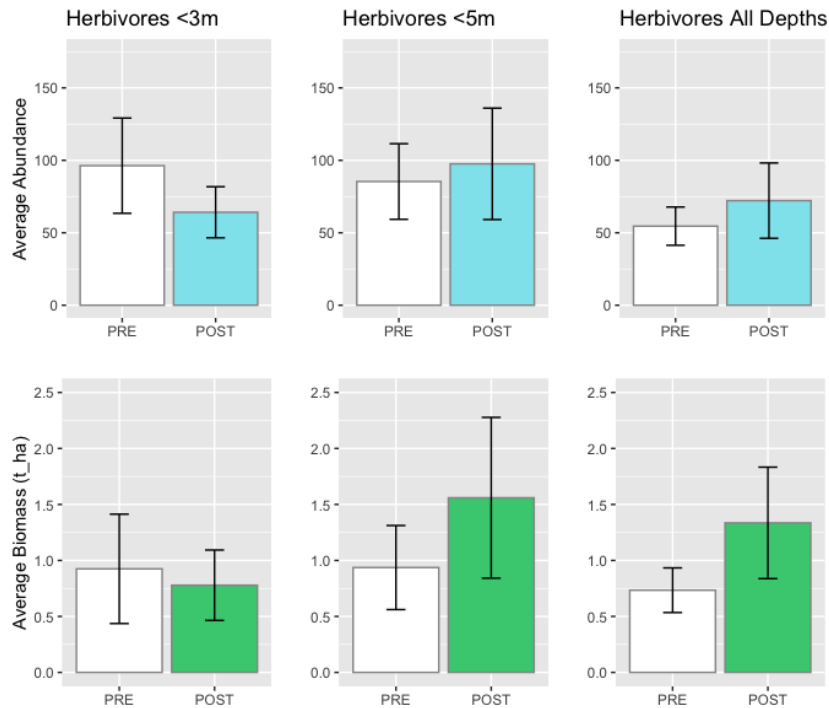 Herbivores <3m
Herbivores <5m
Herbivores All Depths
Average Abundance
150
100
50
0
PRE
POST
150
100
50
0
PRE
POST
150
100
50
0
PRE
POST
Average Biomass (t_ha)
2.5
2.0
1.5
1.0
0.5
0.0
PRE
POST
2.5
2.0
1.5
1.0
0.5
0.0
PRE
POST
2.5
2.0
1.5
1.0
0.5
0.0
PRE
POST